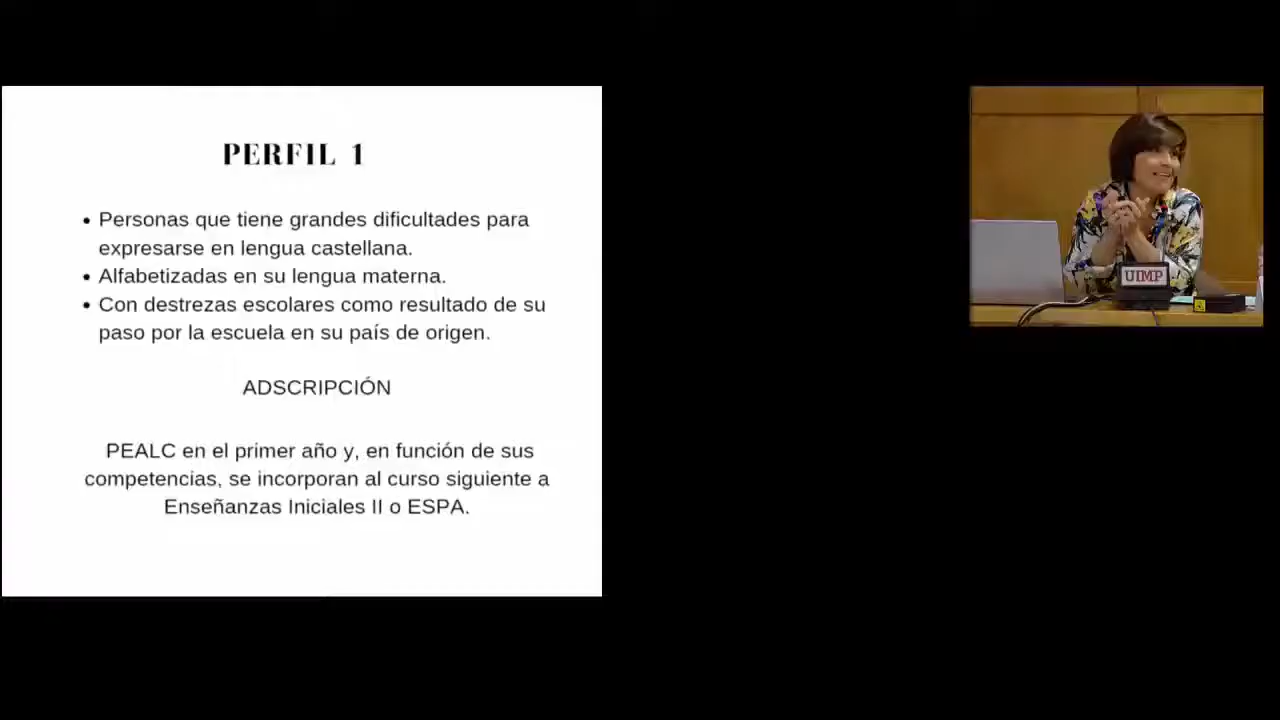 PERFIL 1
• Personas que tiene grandes dificultades para
expresarse en lengua castellana.
• Alfabetizadas en su lengua materna.
• Con destrezas escolares como resultado de su
paso por la escuela en su país de origen.
ADSCRIPCIÓN
PEALC en el primer año y, en función de sus
competencias, se incorporan al curso siguiente a
Enseñanzas Iniciales II o ESPA.
UIMP